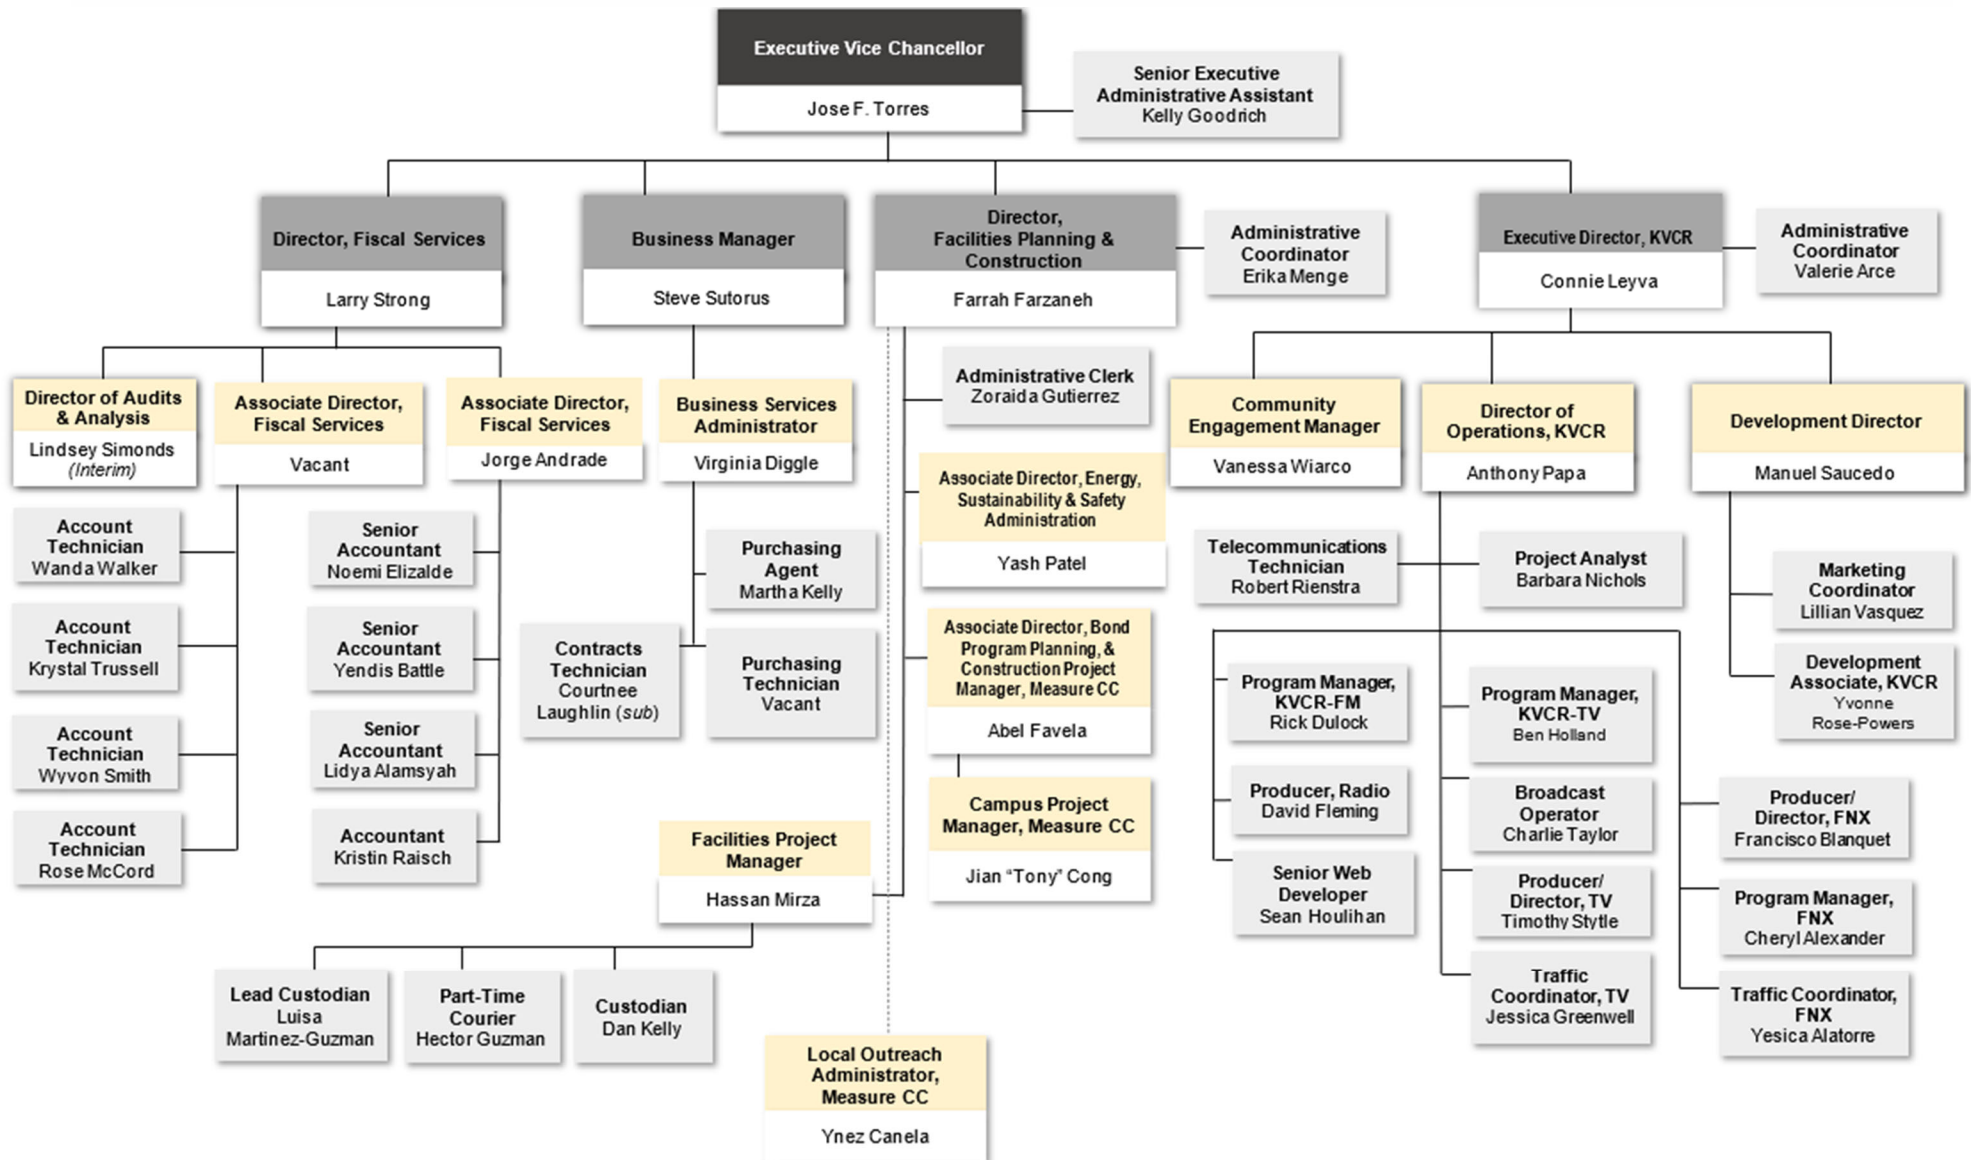 Executive Vice Chancellor
Jose F. Torres
Senior Executive
Administrative Assistant
Kelly Goodrich
Director, Fiscal Services
Larry Strong
Business Manager
Steve Sutorus
Director,
Facilities Planning &
Construction
Farrah Farzaneh
Administrative
Coordinator
Erika Menge
Executive Director, KVCR
Connie Leyva
Administrative
Coordinator
Valerie Arce
Director of Audits
& Analysis
Lindsey Simonds
(Interim)
Associate Director,
Fiscal Services
Vacant
Associate Director,
Fiscal Services
Jorge Andrade
Business Services
Administrator
Virginia Diggle
Administrative Clerk
Zoraida Gutierrez
Community
Engagement Manager
Vanessa Wiarco
Director of
Operations, KVCR
Anthony Papa
Development Director
Manuel Saucedo
Account
Technician
Wanda Walker
Account
Technician
Krystal Trussell
Account
Technician
Wyvon Smith
Account
Technician
Rose McCord
Senior
Accountant
Noemi Elizalde
Senior
Accountant
Yendis Battle
Senior
Accountant
Lidya Alamsyah
Accountant
Kristin Raisch
Purchasing
Agent
Martha Kelly
Contracts
Technician
Courtnee
Laughlin (sub)
Purchasing
Technician
Vacant
Associate Director, Energy,
Sustainability & Safety
Administration
Yash Patel
Associate Director, Bond
Program Planning, &
Construction Project
Manager, Measure CC
Abel Favela
Campus Project
Manager, Measure CC
Jian “Tony” Cong
Facilities Project
Manager
Hassan Mirza
Lead Custodian
Luisa
Martinez-Guzman
Part-Time
Courier
Hector Guzman
Custodian
Dan Kelly
Local Outreach
Administrator,
Measure CC
Ynez Canela
Telecommunications
Technician
Robert Rienstra
Project Analyst
Barbara Nichols
Program Manager,
KVCR-FM
Rick Dulock
Producer, Radio
David Fleming
Senior Web
Developer
Sean Houlihan
Program Manager,
KVCR-TV
Ben Holland
Broadcast
Operator
Charlie Taylor
Producer/
Director, TV
Timothy Stytle
Traffic
Coordinator, TV
Jessica Greenwell
Marketing
Coordinator
Lillian Vasquez
Development
Associate, KVCR
Yvonne
Rose-Powers
Producer/
Director, FNX
Francisco Blanquet
Program Manager,
FNX
Cheryl Alexander
Traffic Coordinator,
FNX
Yesica Alatorre